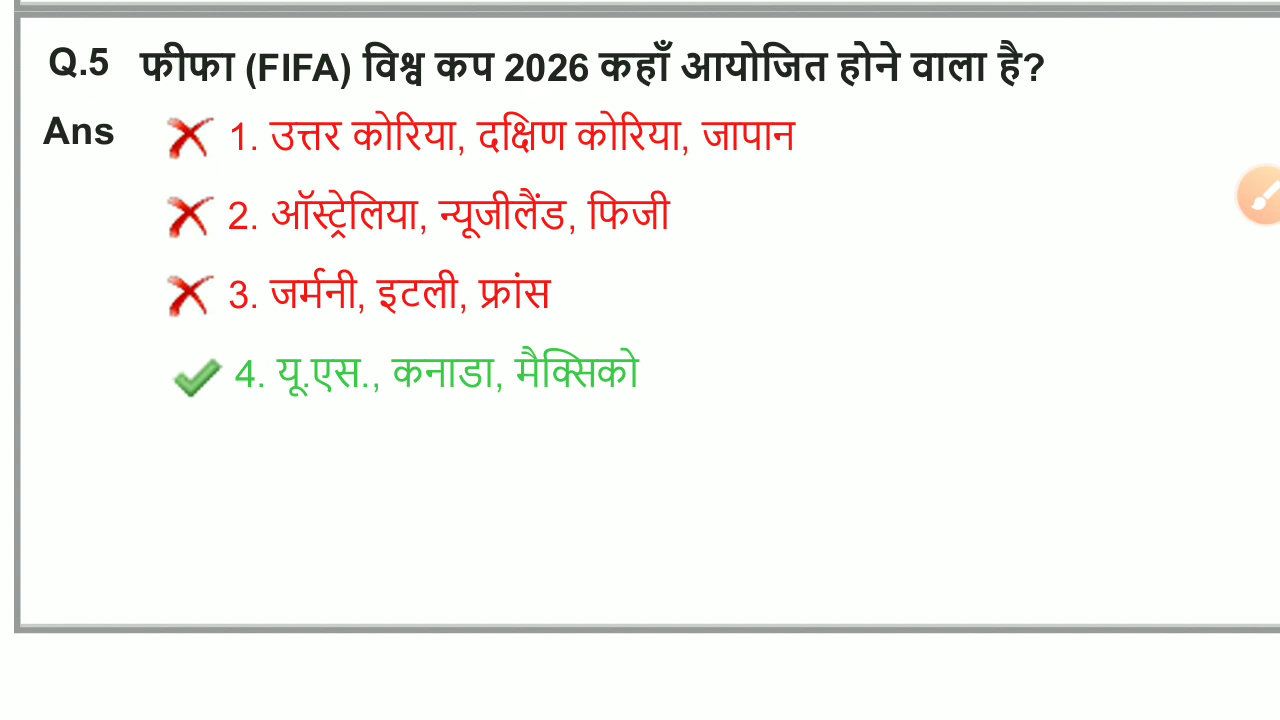 Q.5 फीफा (FIFA) विश्व कप 2026 कहाँ आयोजित होने वाला है?
Ans 1. उत्तर कोरिया, दक्षिण कोरिया, जापान
2. ऑस्ट्रेलिया, न्यूजीलैंड, फिजी
3. जर्मनी, इटली, फ्रांस
4. यू.एस., कनाडा, मैक्सिको